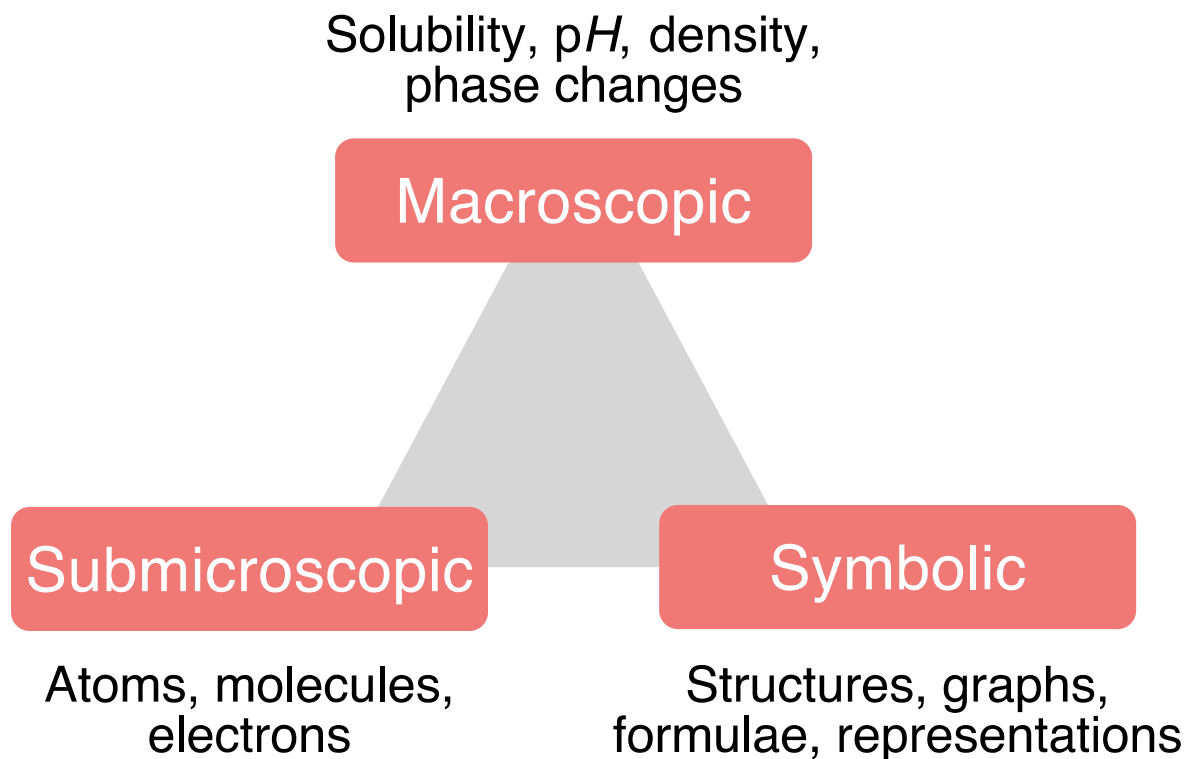 Solubility, pH, density,
phase changes
Macroscopic
Submicroscopic
Symbolic
Atoms, molecules,
electrons
Structures, graphs,
formulae, representations